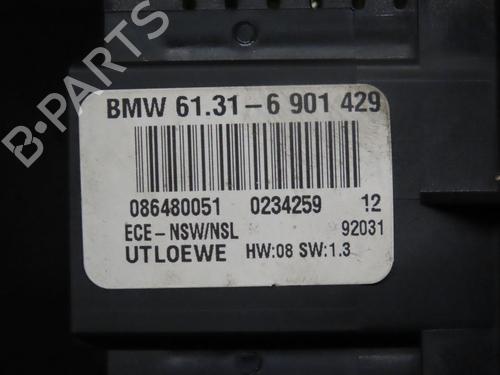 BMW 61.31-6 901 429
086480051 0234259 12
ECE-NSW/NSL 92031
UTLOEWE HW:08 SW:1.3
B-PARTS